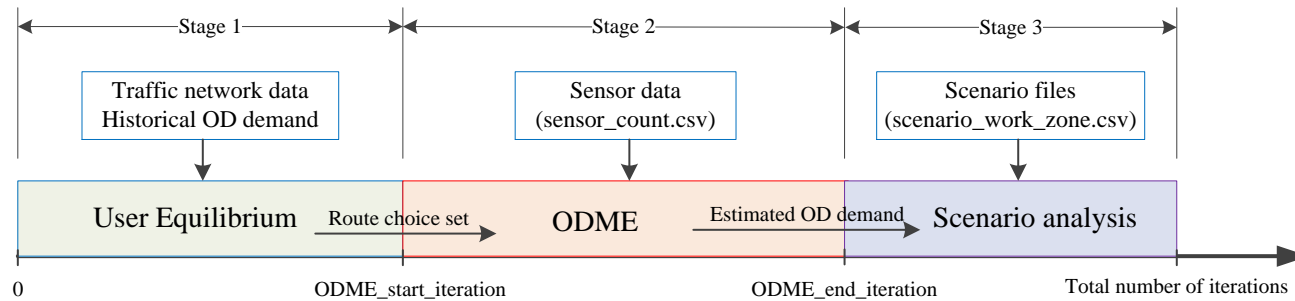 Stage 1
Stage 2
Stage 3
Traffic network data
Historical OD demand
Sensor data
(sensor_count.csv)
Scenario files
(scenario_work_zone.csv)
User Equilibrium
Route choice set
ODME
Estimated OD demand
Scenario analysis
0
ODME_start_iteration
ODME_end_iteration
Total number of iterations